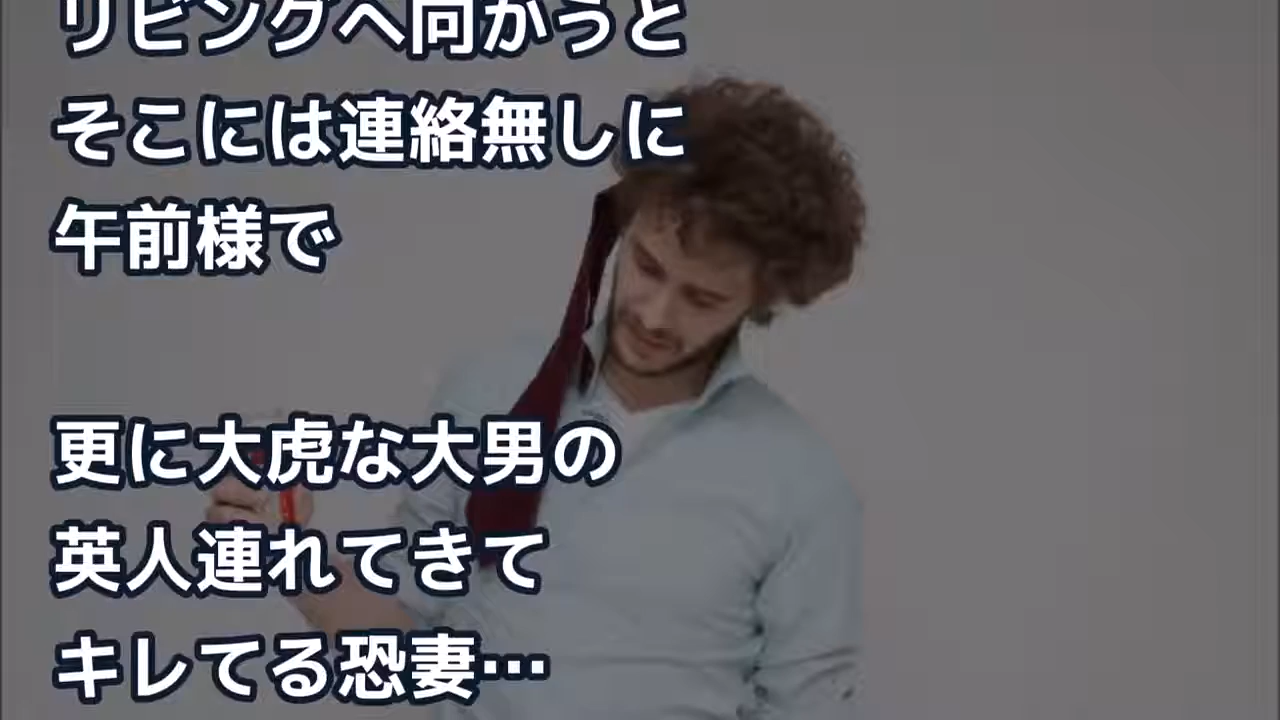 リビングへ向かうと
そこには連絡無しに
午前様で
更に大虎な大男の
英人連れてきて
キレてる恐妻…